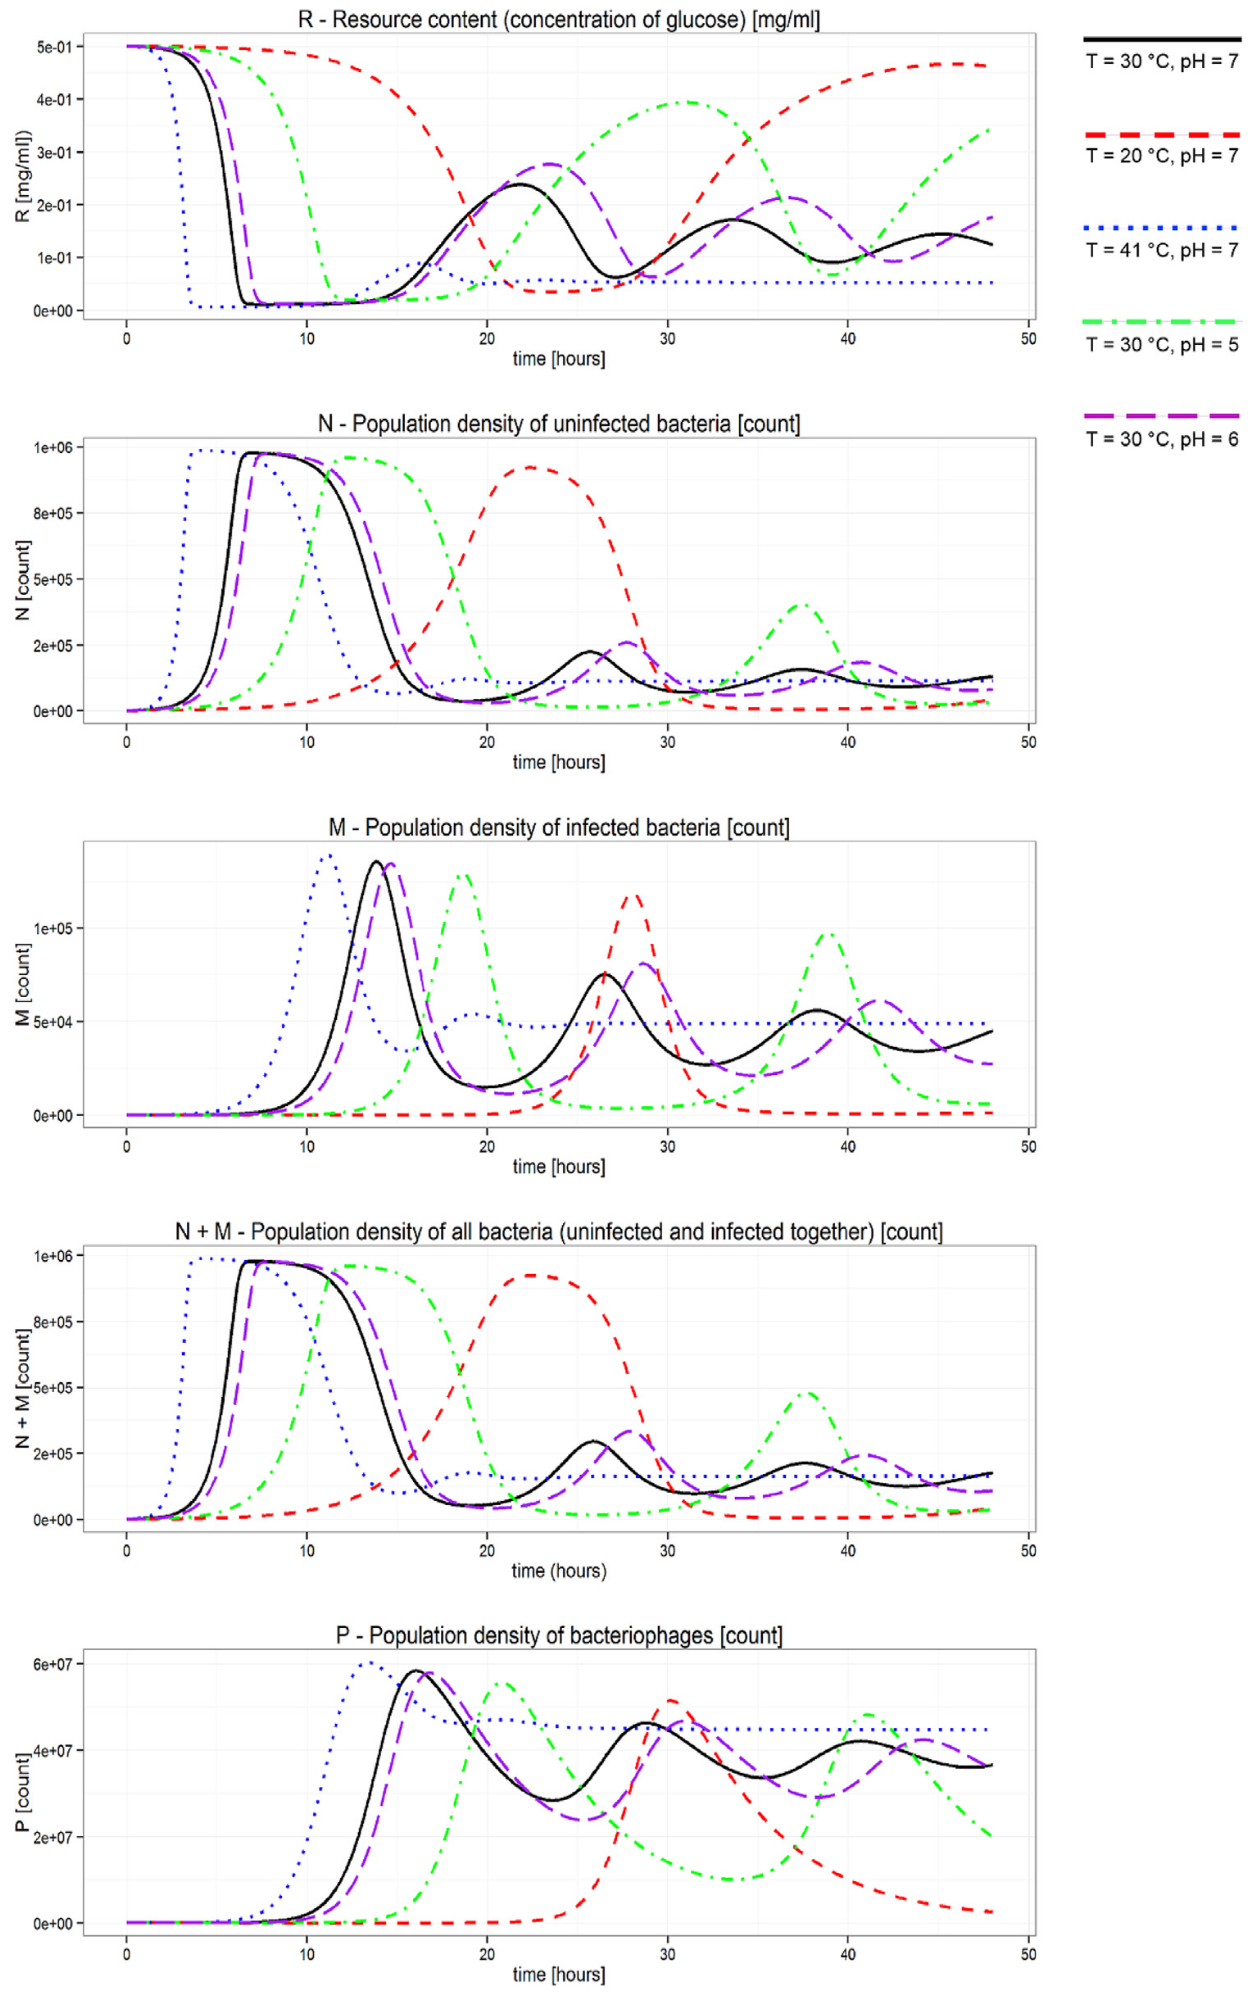 R - Resource content (concentration of glucose) [mg/ml]
R [mg/ml])
5e-01
4e-01
3e-01
2e-01
1e-01
0e+00
0 10 20 30 40 50
time [hours]
T = 30 °C, pH = 7
T = 20 °C, pH = 7
T = 41 °C, pH = 7
T = 30 °C, pH = 5
T = 30 °C, pH = 6
N - Population density of uninfected bacteria [count]
N [count]
1e+06
8e+05
5e+05
2e+05
0e+00
0 10 20 30 40 50
time [hours]
M - Population density of infected bacteria [count]
M [count]
1e+05
5e+04
0e+00
0 10 20 30 40 50
time [hours]
N + M - Population density of all bacteria (uninfected and infected together) [count]
N + M [count]
1e+06
8e+05
5e+05
2e+05
0e+00
0 10 20 30 40 50
time (hours)
P - Population density of bacteriophages [count]
P [count]
6e+07
4e+07
2e+07
0e+00
0 10 20 30 40 50
time [hours]